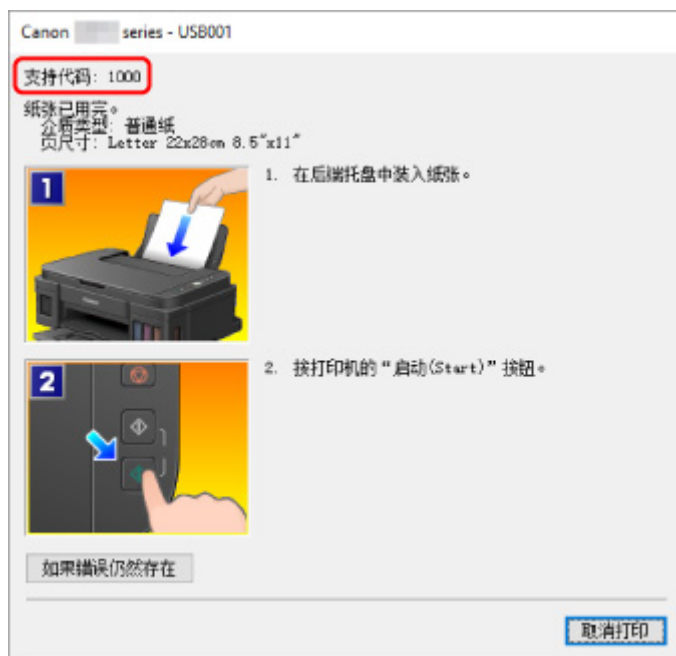 Canon series - USB001
支持代码: 1000
纸张已用完。
介质类型: 普通纸
页尺寸: Letter 22x28cm 8.5"x11"
1
1. 在后端托盘中装入纸张。
2
2. 按打印机的“启动(Start)”按钮。
如果错误仍然存在
取消打印